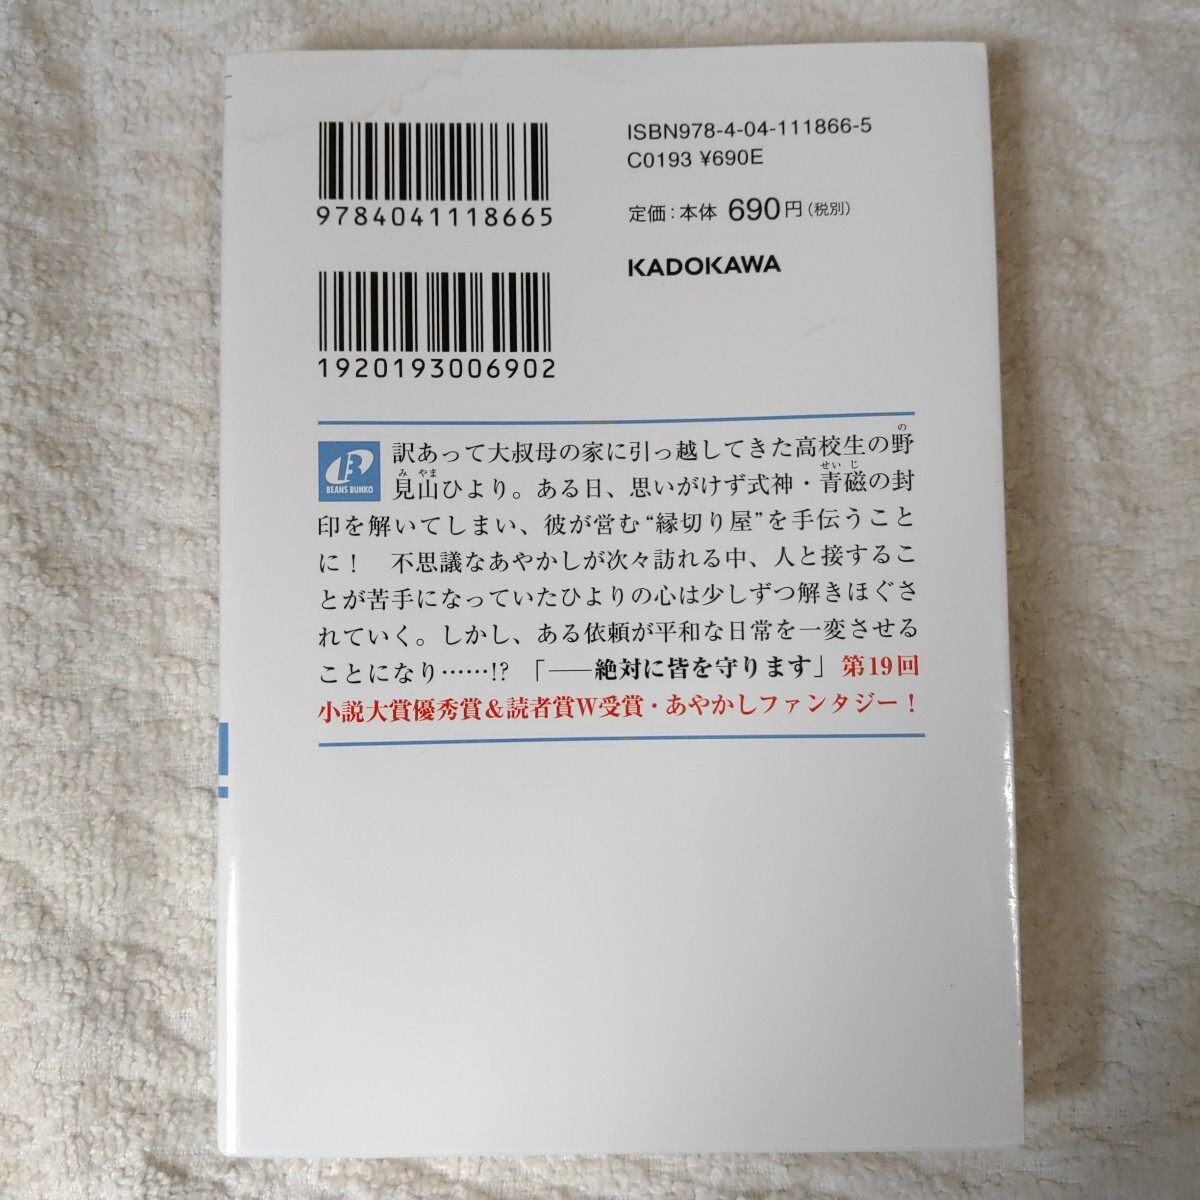 9784041118665
ISBN978-4-04-111866-5
C0193 ¥690E
定価：本体 690円（税別）
KADOKAWA
1920193006902
BEANS BUNKO
訳あって大叔母の家に引っ越してきた高校生の野
見山ひより。ある日、思いがけず式神・青磁の封
印を解いてしまい、彼が営む“縁切り屋”を手伝うこと
に！　不思議なあやかしが次々訪れる中、人と接するこ
とが苦手になっていたひよりの心は少しずつ解きほぐさ
れていく。しかし、ある依頼が平和な日常を一変させる
ことになり……!?　「――絶対に皆を守ります」第19回
小説大賞優秀賞＆読者賞W受賞・あやかしファンタジー！